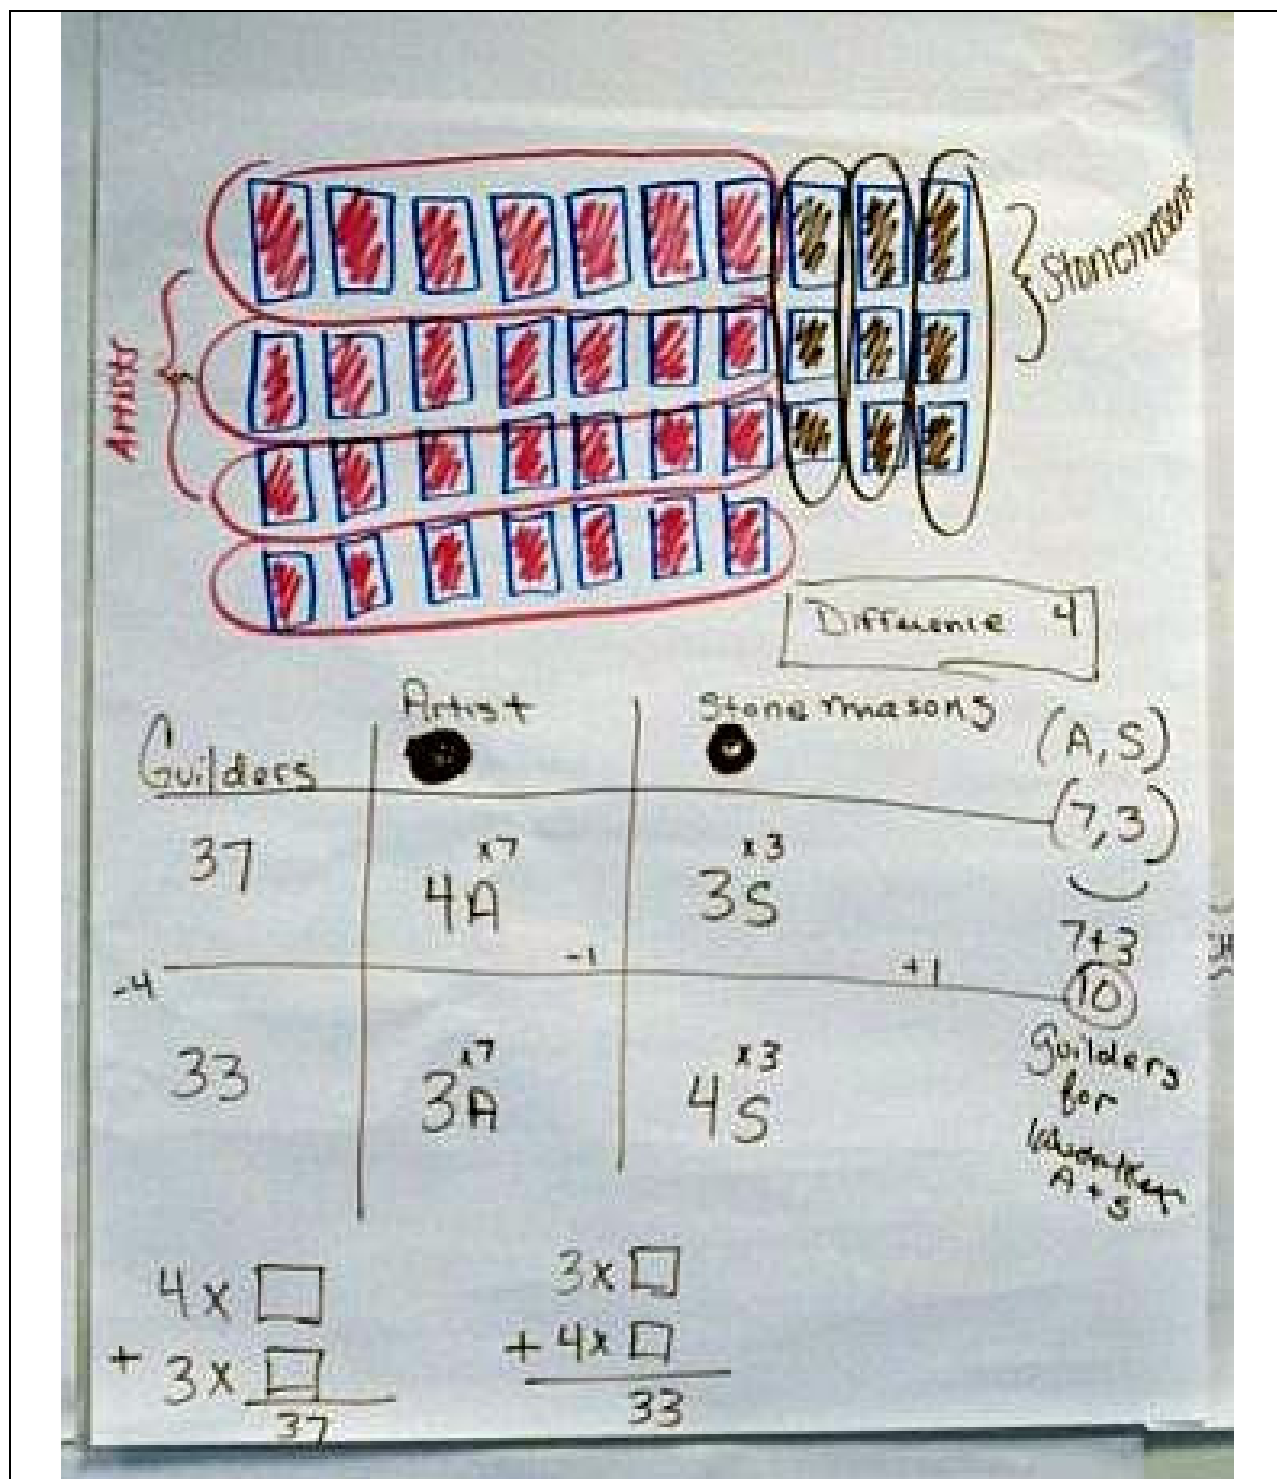 Stonemasons
Artists
Difference 4
Guilders
Artist
Stone masons
(A, S)
(7, 3)
37
x7
4A
x3
3S
7+3
10
Guilders
for
A + S
-4
-1
+1
33
x7
3A
x3
4S
4 x □
+ 3 x □
37
3 x □
+ 4 x □
33